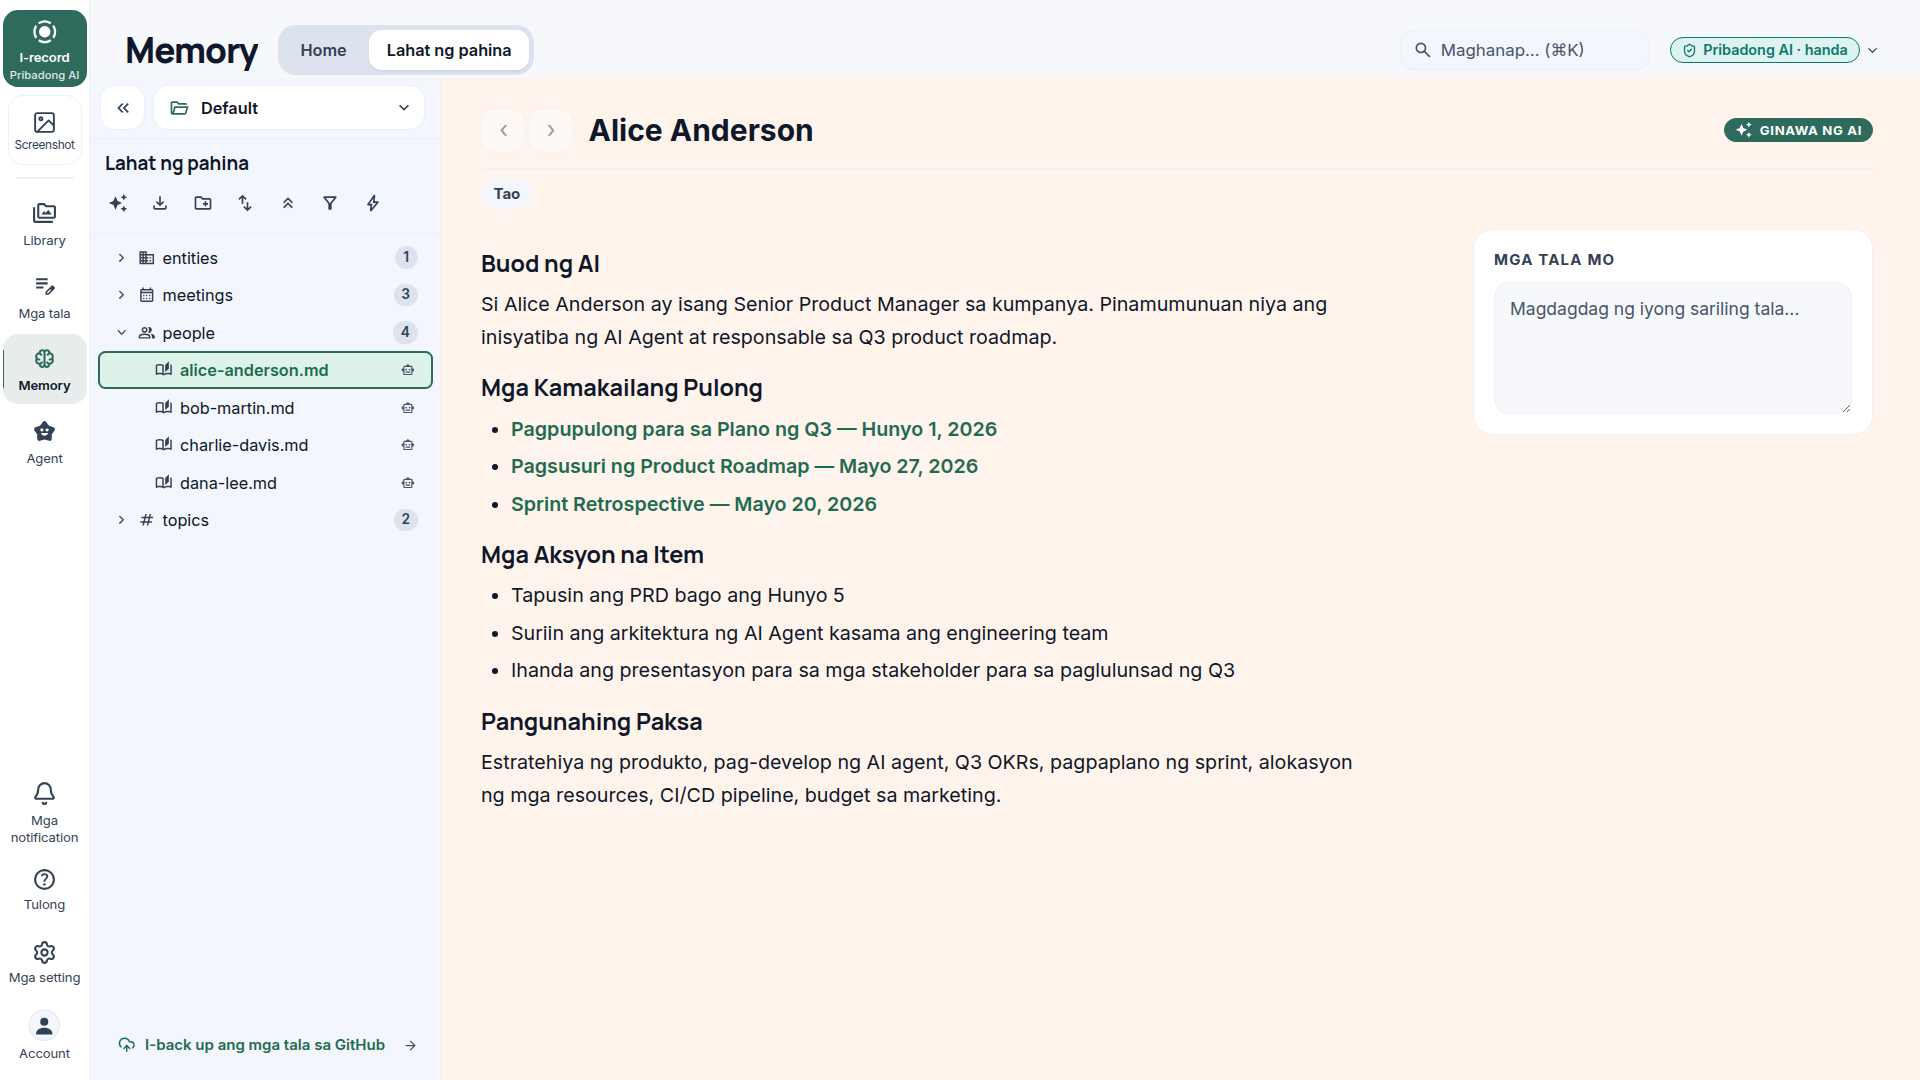 I-record
Pribadong AI
Screenshot
Library
Mga tala
Memory
Agent
Mga
notification
Tulong
Mga setting
Account
Memory
Home
Lahat ng pahina
Maghanap... (⌘K)
Pribadong AI · handa
Default
Lahat ng pahina
entities 1
meetings 3
people 4
alice-anderson.md
bob-martin.md
charlie-davis.md
dana-lee.md
topics 2
I-back up ang mga tala sa GitHub
Alice Anderson
GINAWA NG AI
Tao
Buod ng AI
Si Alice Anderson ay isang Senior Product Manager sa kumpanya. Pinamumunuan niya ang
inisyatiba ng AI Agent at responsable sa Q3 product roadmap.
Mga Kamakailang Pulong
Pagpupulong para sa Plano ng Q3 — Hunyo 1, 2026
Pagsusuri ng Product Roadmap — Mayo 27, 2026
Sprint Retrospective — Mayo 20, 2026
Mga Aksyon na Item
Tapusin ang PRD bago ang Hunyo 5
Suriin ang arkitektura ng AI Agent kasama ang engineering team
Ihanda ang presentasyon para sa mga stakeholder para sa paglulunsad ng Q3
Pangunahing Paksa
Estratehiya ng produkto, pag-develop ng AI agent, Q3 OKRs, pagpaplano ng sprint, alokasyon
ng mga resources, CI/CD pipeline, budget sa marketing.
MGA TALA MO
Magdagdag ng iyong sariling tala...